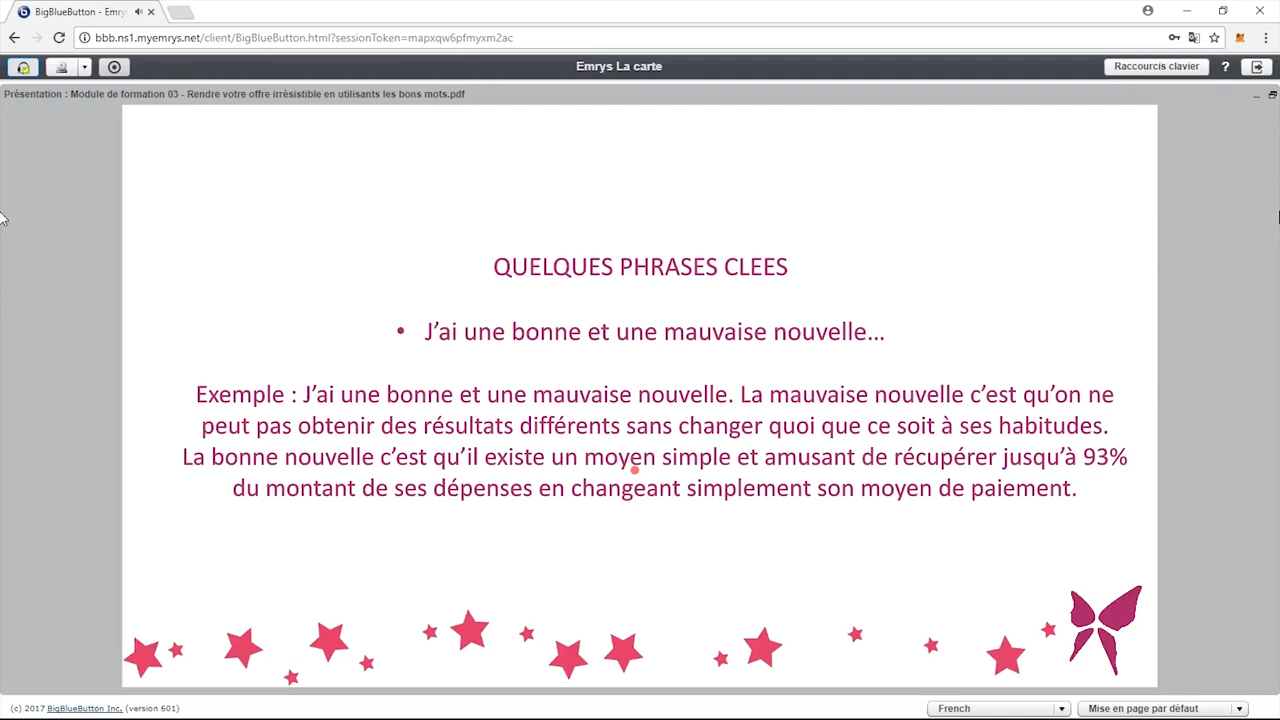 BigBlueButton - Emrys
bbb.ns1.myemrys.net/client/BigBlueButton.html?sessionToken=mapxqw6pfmyxm2ac
Emrys La carte
Raccourcis clavier
?
Présentation : Module de formation 03 - Rendre votre offre irrésistible en utilisants les bons mots.pdf
QUELQUES PHRASES CLEES
• J'ai une bonne et une mauvaise nouvelle...
Exemple : J'ai une bonne et une mauvaise nouvelle. La mauvaise nouvelle c'est qu'on ne
peut pas obtenir des résultats différents sans changer quoi que ce soit à ses habitudes.
La bonne nouvelle c'est qu'il existe un moyen simple et amusant de récupérer jusqu'à 93%
du montant de ses dépenses en changeant simplement son moyen de paiement.
(c) 2017 BigBlueButton Inc. (version 601)
French
Mise en page par défaut